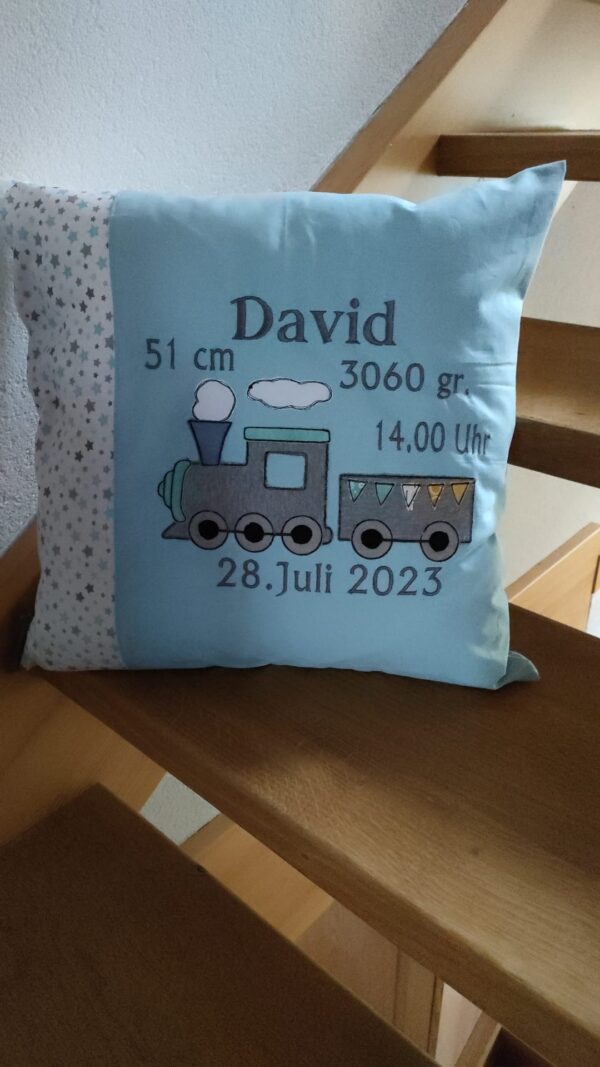 David
51 cm
3060 gr.
14,00 Uhr
28.Juli 2023